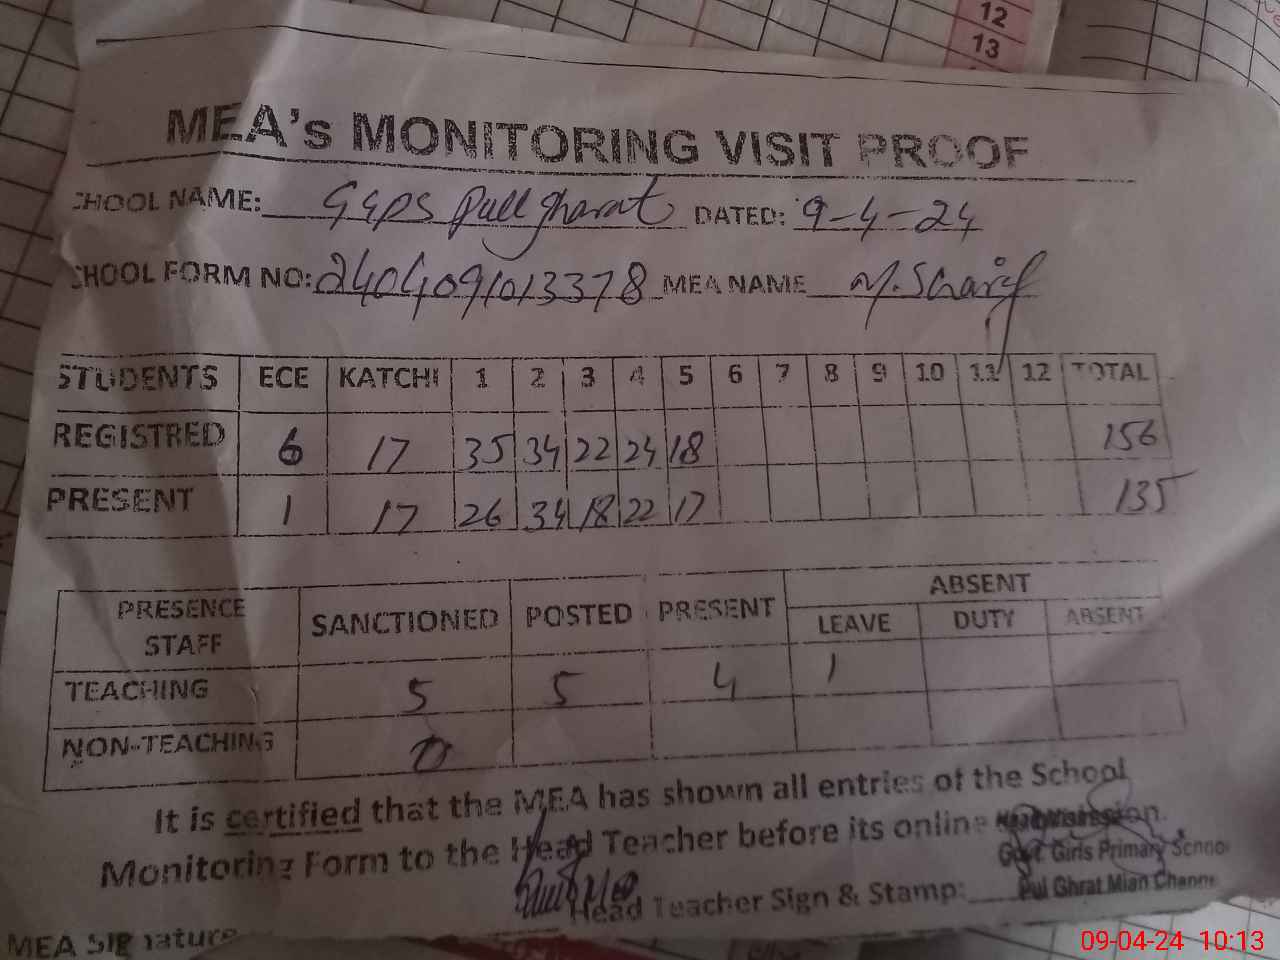 12
13
MEA's MONITORING VISIT PROOF
CHOOL NAME: GGPS Pull gharat DATED: 9-4-24
CHOOL FORM NO: 2404091013378 MEA NAME M. Sharif
STUDENTS ECE KATCHI 1 2 3 4 5 6 7 8 9 10 11 12 TOTAL
REGISTRED 6 17 35 34 22 24 18 156
PRESENT 1 17 26 34 18 22 17 135
PRESENCE STAFF SANCTIONED POSTED PRESENT ABSENT
LEAVE DUTY ABSENT
TEACHING 5 5 4 1
NON-TEACHING 0
It is certified that the MEA has shown all entries of the School
Monitoring Form to the Head Teacher before its online
Govt. Girls Primary School
Head Teacher Sign & Stamp: Pul Ghrat Mian Channu
MEA Signature
09-04-24 10:13